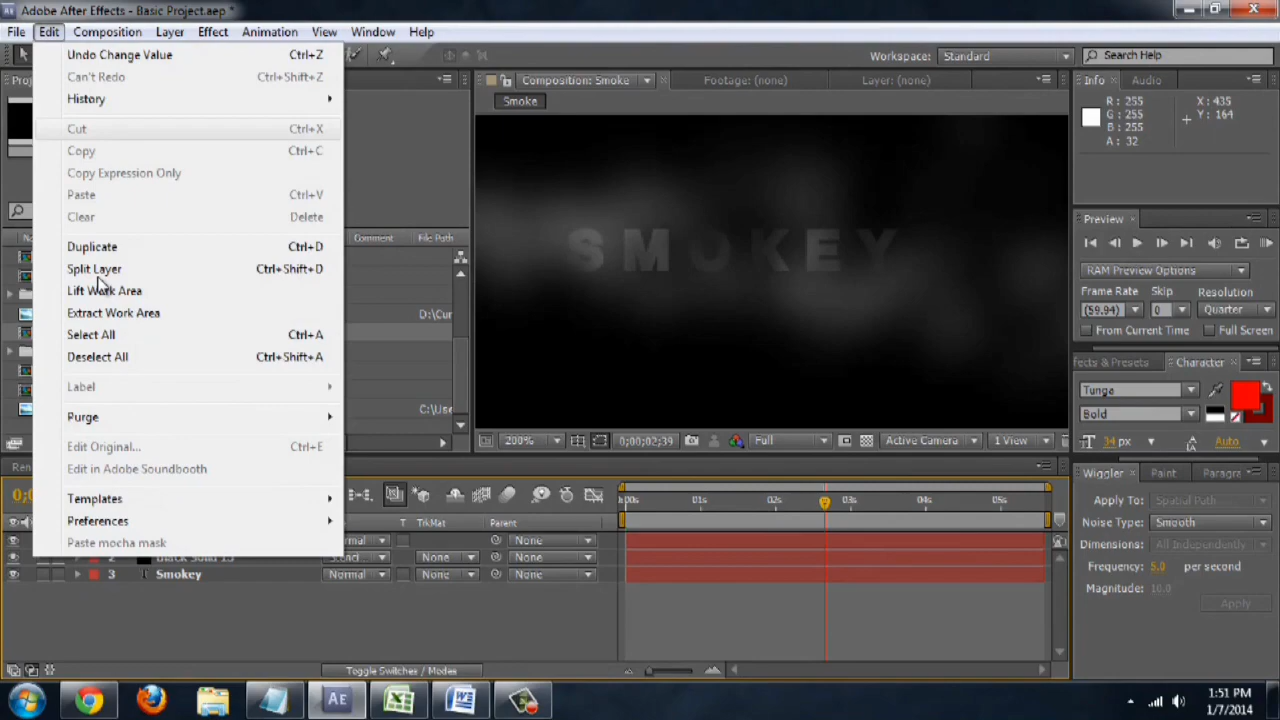 Adobe After Effects - Basic Project.aep *
File Edit Composition Layer Effect Animation View Window Help
Workspace: Standard Search Help
Undo Change Value Ctrl+Z
Can't Redo Ctrl+Shift+Z
History
Cut Ctrl+X
Copy Ctrl+C
Copy Expression Only
Paste Ctrl+V
Clear Delete
Duplicate Ctrl+D
Split Layer Ctrl+Shift+D
Lift Work Area
Extract Work Area
Select All Ctrl+A
Deselect All Ctrl+Shift+A
Label
Purge
Edit Original... Ctrl+E
Edit in Adobe Soundbooth
Templates
Preferences
Paste mocha mask
Comment File Path
D:\Cur
C:\Use
Composition: Smoke Footage: (none) Layer: (none)
Smoke
SMOKEY
200% 0;00;02;39 Full Active Camera 1 View
Info Audio
R: 255 X: 435
G: 255 Y: 164
B: 255
A: 32
Preview
RAM Preview Options
Frame Rate Skip Resolution
(59.94) 0 Quarter
From Current Time Full Screen
ffects & Presets Character
Tunga
Bold
34 px Auto
Wiggler Paint Paragra
Apply To: Spatial Path
Noise Type: Smooth
Dimensions: All Independently
Frequency: 5.0 per second
Magnitude: 10.0
Apply
00s 01s 02s 03s 04s 05s
T TrkMat Parent
None
None None
3 T Smokey Normal None None
Toggle Switches / Modes
1:51 PM
1/7/2014